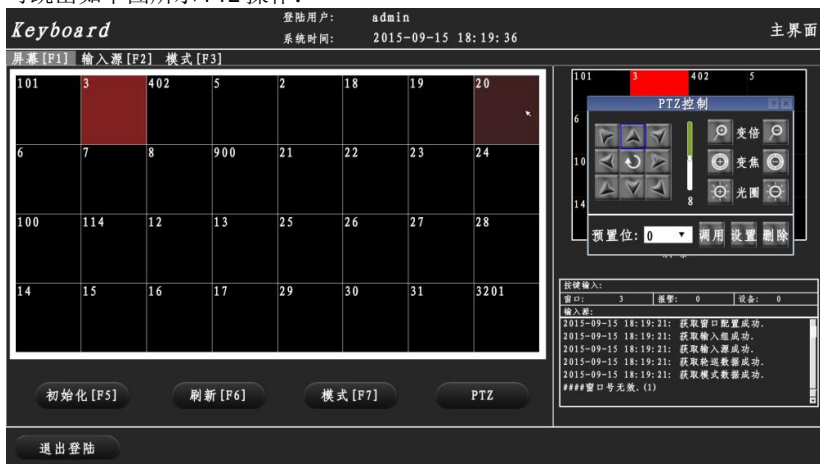 Keyboard
登陆用户: admin
系统时间: 2015-09-15 18:19:36
主界面
屏幕[F1] 输入源[F2] 模式[F3]
101 3 402 5 2 18 19 20
6 7 8 900 21 22 23 24
100 114 12 13 25 26 27 28
14 15 16 17 29 30 31 3201
101 3 402 5
6
10
14
PTZ控制
变倍
变焦
光圈
8
预置位: 0 调用 设置 删除
按键输入:
窗口: 3 报警: 0 设备: 0
输入源:
2015-09-15 18:19:21: 获取窗口配置成功.
2015-09-15 18:19:21: 获取输入组成功.
2015-09-15 18:19:21: 获取输入源成功.
2015-09-15 18:19:21: 获取轮巡数据成功.
2015-09-15 18:19:21: 获取模式数据成功.
####窗口号无效.(1)
初始化[F5] 刷新[F6] 模式[F7] PTZ
退出登陆